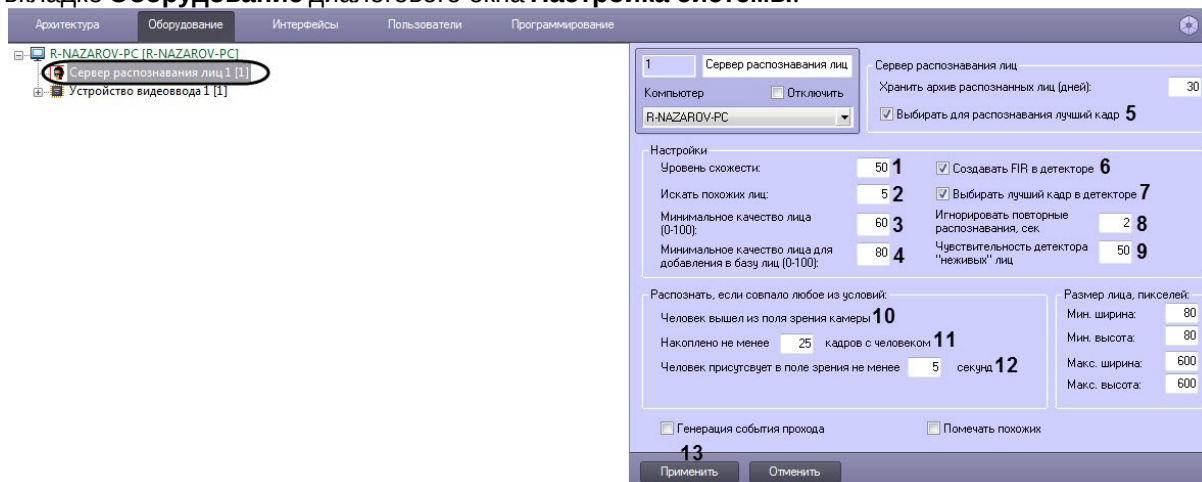 вкладке Оборудование диалогового окна Настройка системы.
Архитектура Оборудование Интерфейсы Пользователи Программирование
R-NAZAROV-PC [R-NAZAROV-PC]
Сервер распознавания лиц 1 [1]
Устройство видеоввода 1 [1]
1 Сервер распознавания лиц
Компьютер Отключить
R-NAZAROV-PC
Сервер распознавания лиц
Хранить архив распознанных лиц (дней): 30
Выбирать для распознавания лучший кадр 5
Настройки
Уровень схожести: 50 1
Искать похожих лиц: 5 2
Минимальное качество лица
(0-100): 60 3
Минимальное качество лица для
добавления в базу лиц (0-100): 80 4
Создавать FIR в детекторе 6
Выбирать лучший кадр в детекторе 7
Игнорировать повторные
распознавания, сек 2 8
Чувствительность детектора
"неживых" лиц 50 9
Распознать, если совпало любое из условий:
Человек вышел из поля зрения камеры 10
Накоплено не менее 25 кадров с человеком 11
Человек присутсвует в поле зрения не менее 5 секунд 12
Размер лица, пикселей:
Мин. ширина: 80
Мин. высота: 80
Макс. ширина: 600
Макс. высота: 600
Генерация события прохода Помечать похожих
13
Применить Отменить